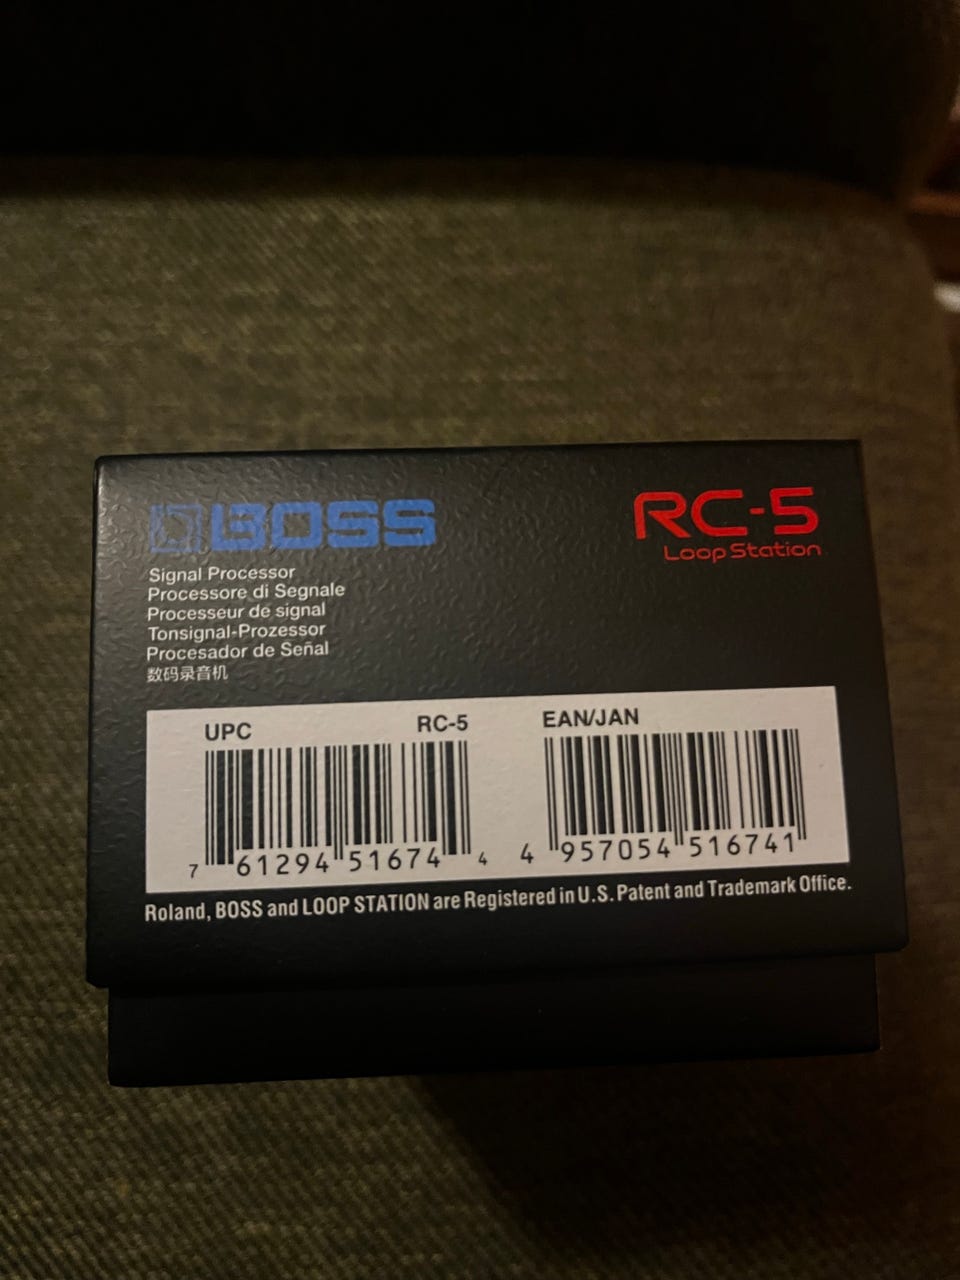 BOSS
RC-5
Loop Station
Signal Processor
Processore di Segnale
Processeur de signal
Tonsignal-Prozessor
Procesador de Señal
数码录音机
UPC RC-5
7 61294 51674 4
EAN/JAN
4 957054 516741
Roland, BOSS and LOOP STATION are Registered in U.S. Patent and Trademark Office.